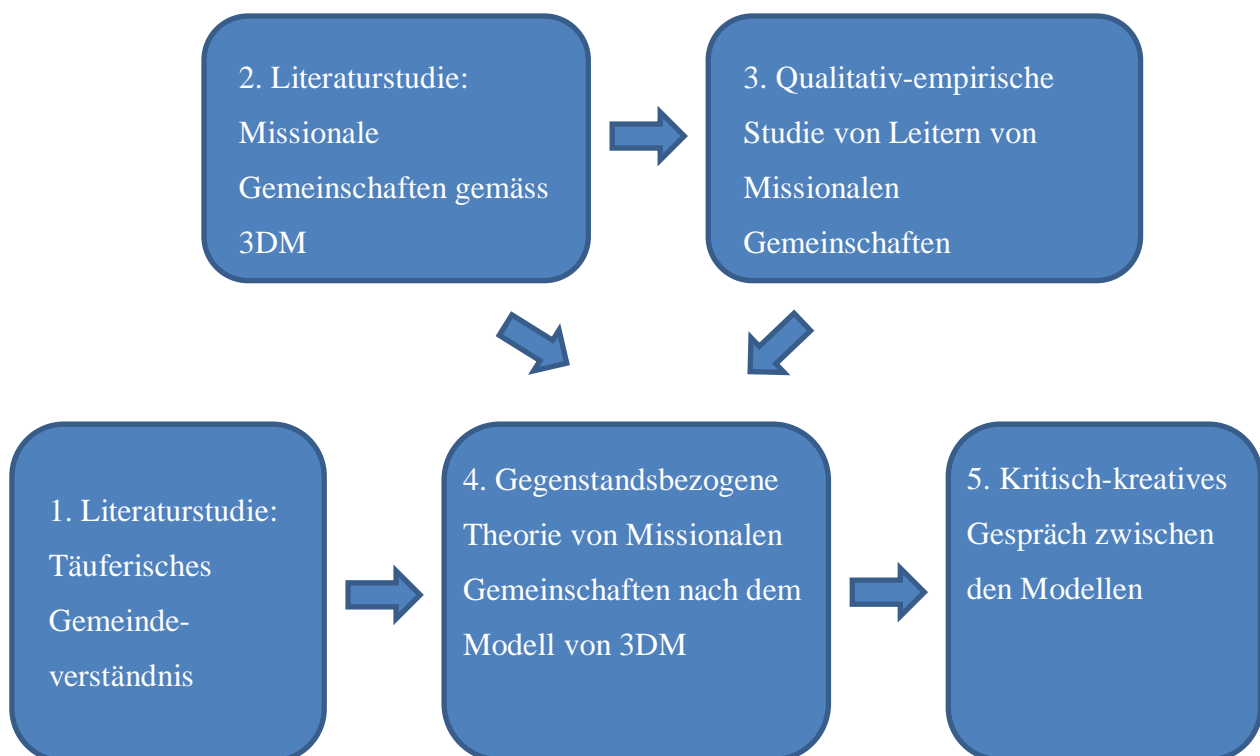 2. Literaturstudie:
Missionale
Gemeinschaften gemäss
3DM
3. Qualitativ-empirische
Studie von Leitern von
Missionalen
Gemeinschaften
1. Literaturstudie:
Täuferisches
Gemeinde-
verständnis
4. Gegenstandsbezogene
Theorie von Missionalen
Gemeinschaften nach dem
Modell von 3DM
5. Kritisch-kreatives
Gespräch zwischen
den Modellen